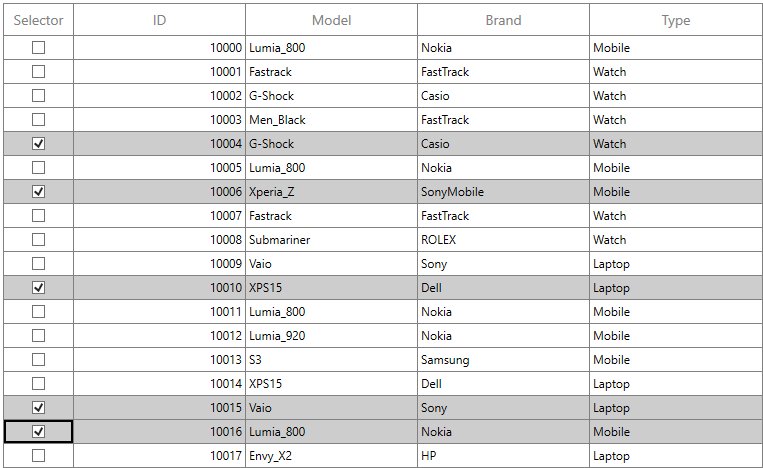 Selector ID Model Brand Type
10000 Lumia_800 Nokia Mobile
10001 Fastrack FastTrack Watch
10002 G-Shock Casio Watch
10003 Men_Black FastTrack Watch
10004 G-Shock Casio Watch
10005 Lumia_800 Nokia Mobile
10006 Xperia_Z SonyMobile Mobile
10007 Fastrack FastTrack Watch
10008 Submariner ROLEX Watch
10009 Vaio Sony Laptop
10010 XPS15 Dell Laptop
10011 Lumia_800 Nokia Mobile
10012 Lumia_920 Nokia Mobile
10013 S3 Samsung Mobile
10014 XPS15 Dell Laptop
10015 Vaio Sony Laptop
10016 Lumia_800 Nokia Mobile
10017 Envy_X2 HP Laptop